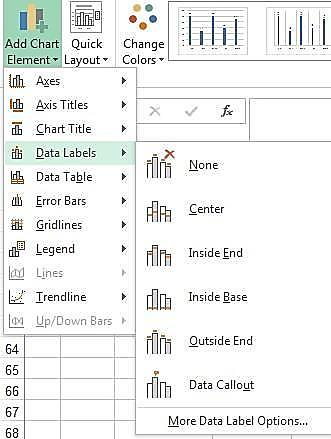 Add Chart
Element
Quick
Layout
Change
Colors
Axes
Axis Titles
Chart Title
Data Labels
Data Table
Error Bars
Gridlines
Legend
Lines
Trendline
Up/Down Bars
fx
None
Center
Inside End
Inside Base
Outside End
Data Callout
More Data Label Options...
64
65
66
67
68